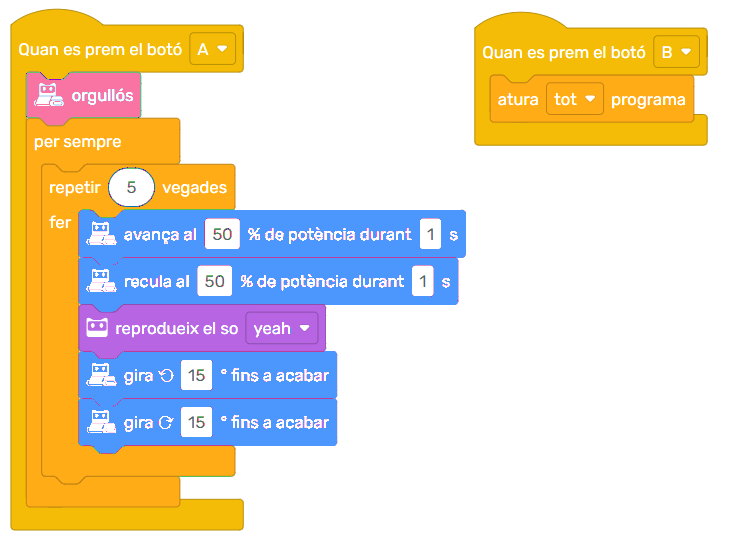 Quan es prem el botó A
orgullós
per sempre
repetir 5 vegades
fer
avança al 50 % de potència durant 1 s
recula al 50 % de potència durant 1 s
reprodueix el so yeah
gira 15 ° fins a acabar
gira 15 ° fins a acabar
Quan es prem el botó B
atura tot programa